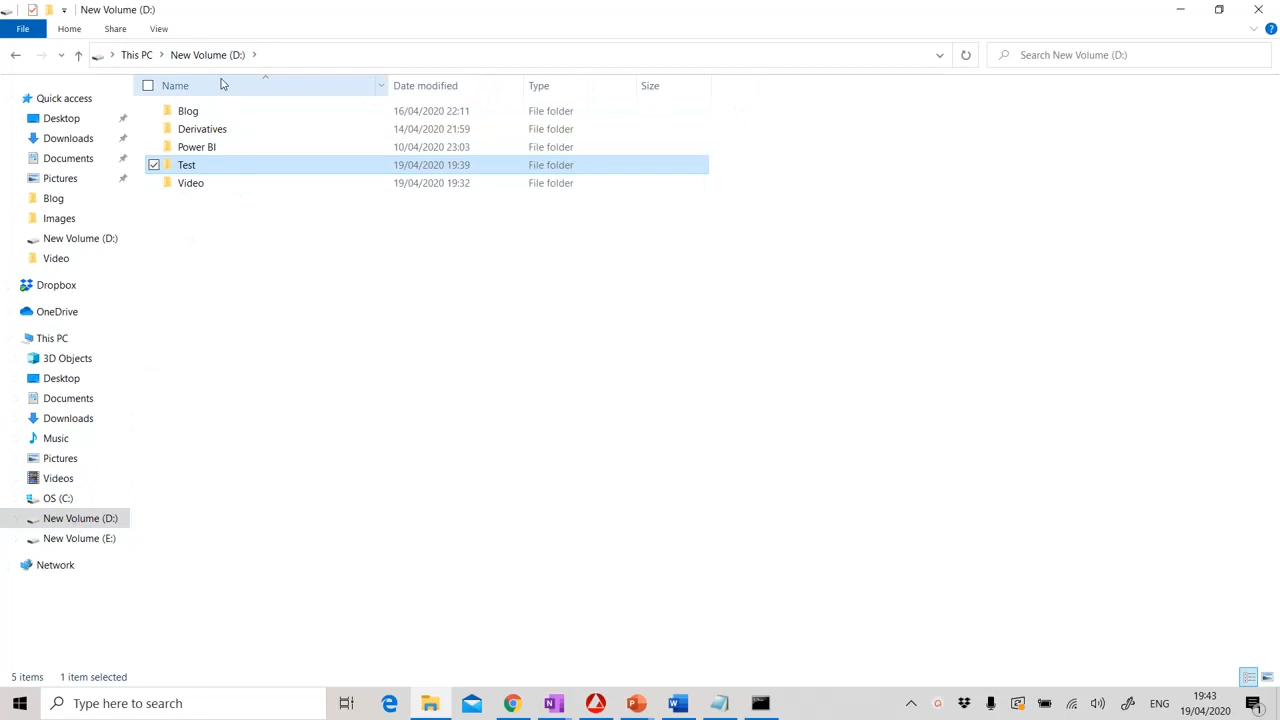 New Volume (D:)
File Home Share View
This PC New Volume (D:) Search New Volume (D:)
Name Date modified Type Size
Blog 16/04/2020 22:11 File folder
Derivatives 14/04/2020 21:59 File folder
Power BI 10/04/2020 23:03 File folder
Test 19/04/2020 19:39 File folder
Video 19/04/2020 19:32 File folder
Quick access
Desktop
Downloads
Documents
Pictures
Blog
Images
New Volume (D:)
Video
Dropbox
OneDrive
This PC
3D Objects
Desktop
Documents
Downloads
Music
Pictures
Videos
OS (C:)
New Volume (D:)
New Volume (E:)
Network
5 items 1 item selected
Type here to search
ENG
19:43
19/04/2020
1